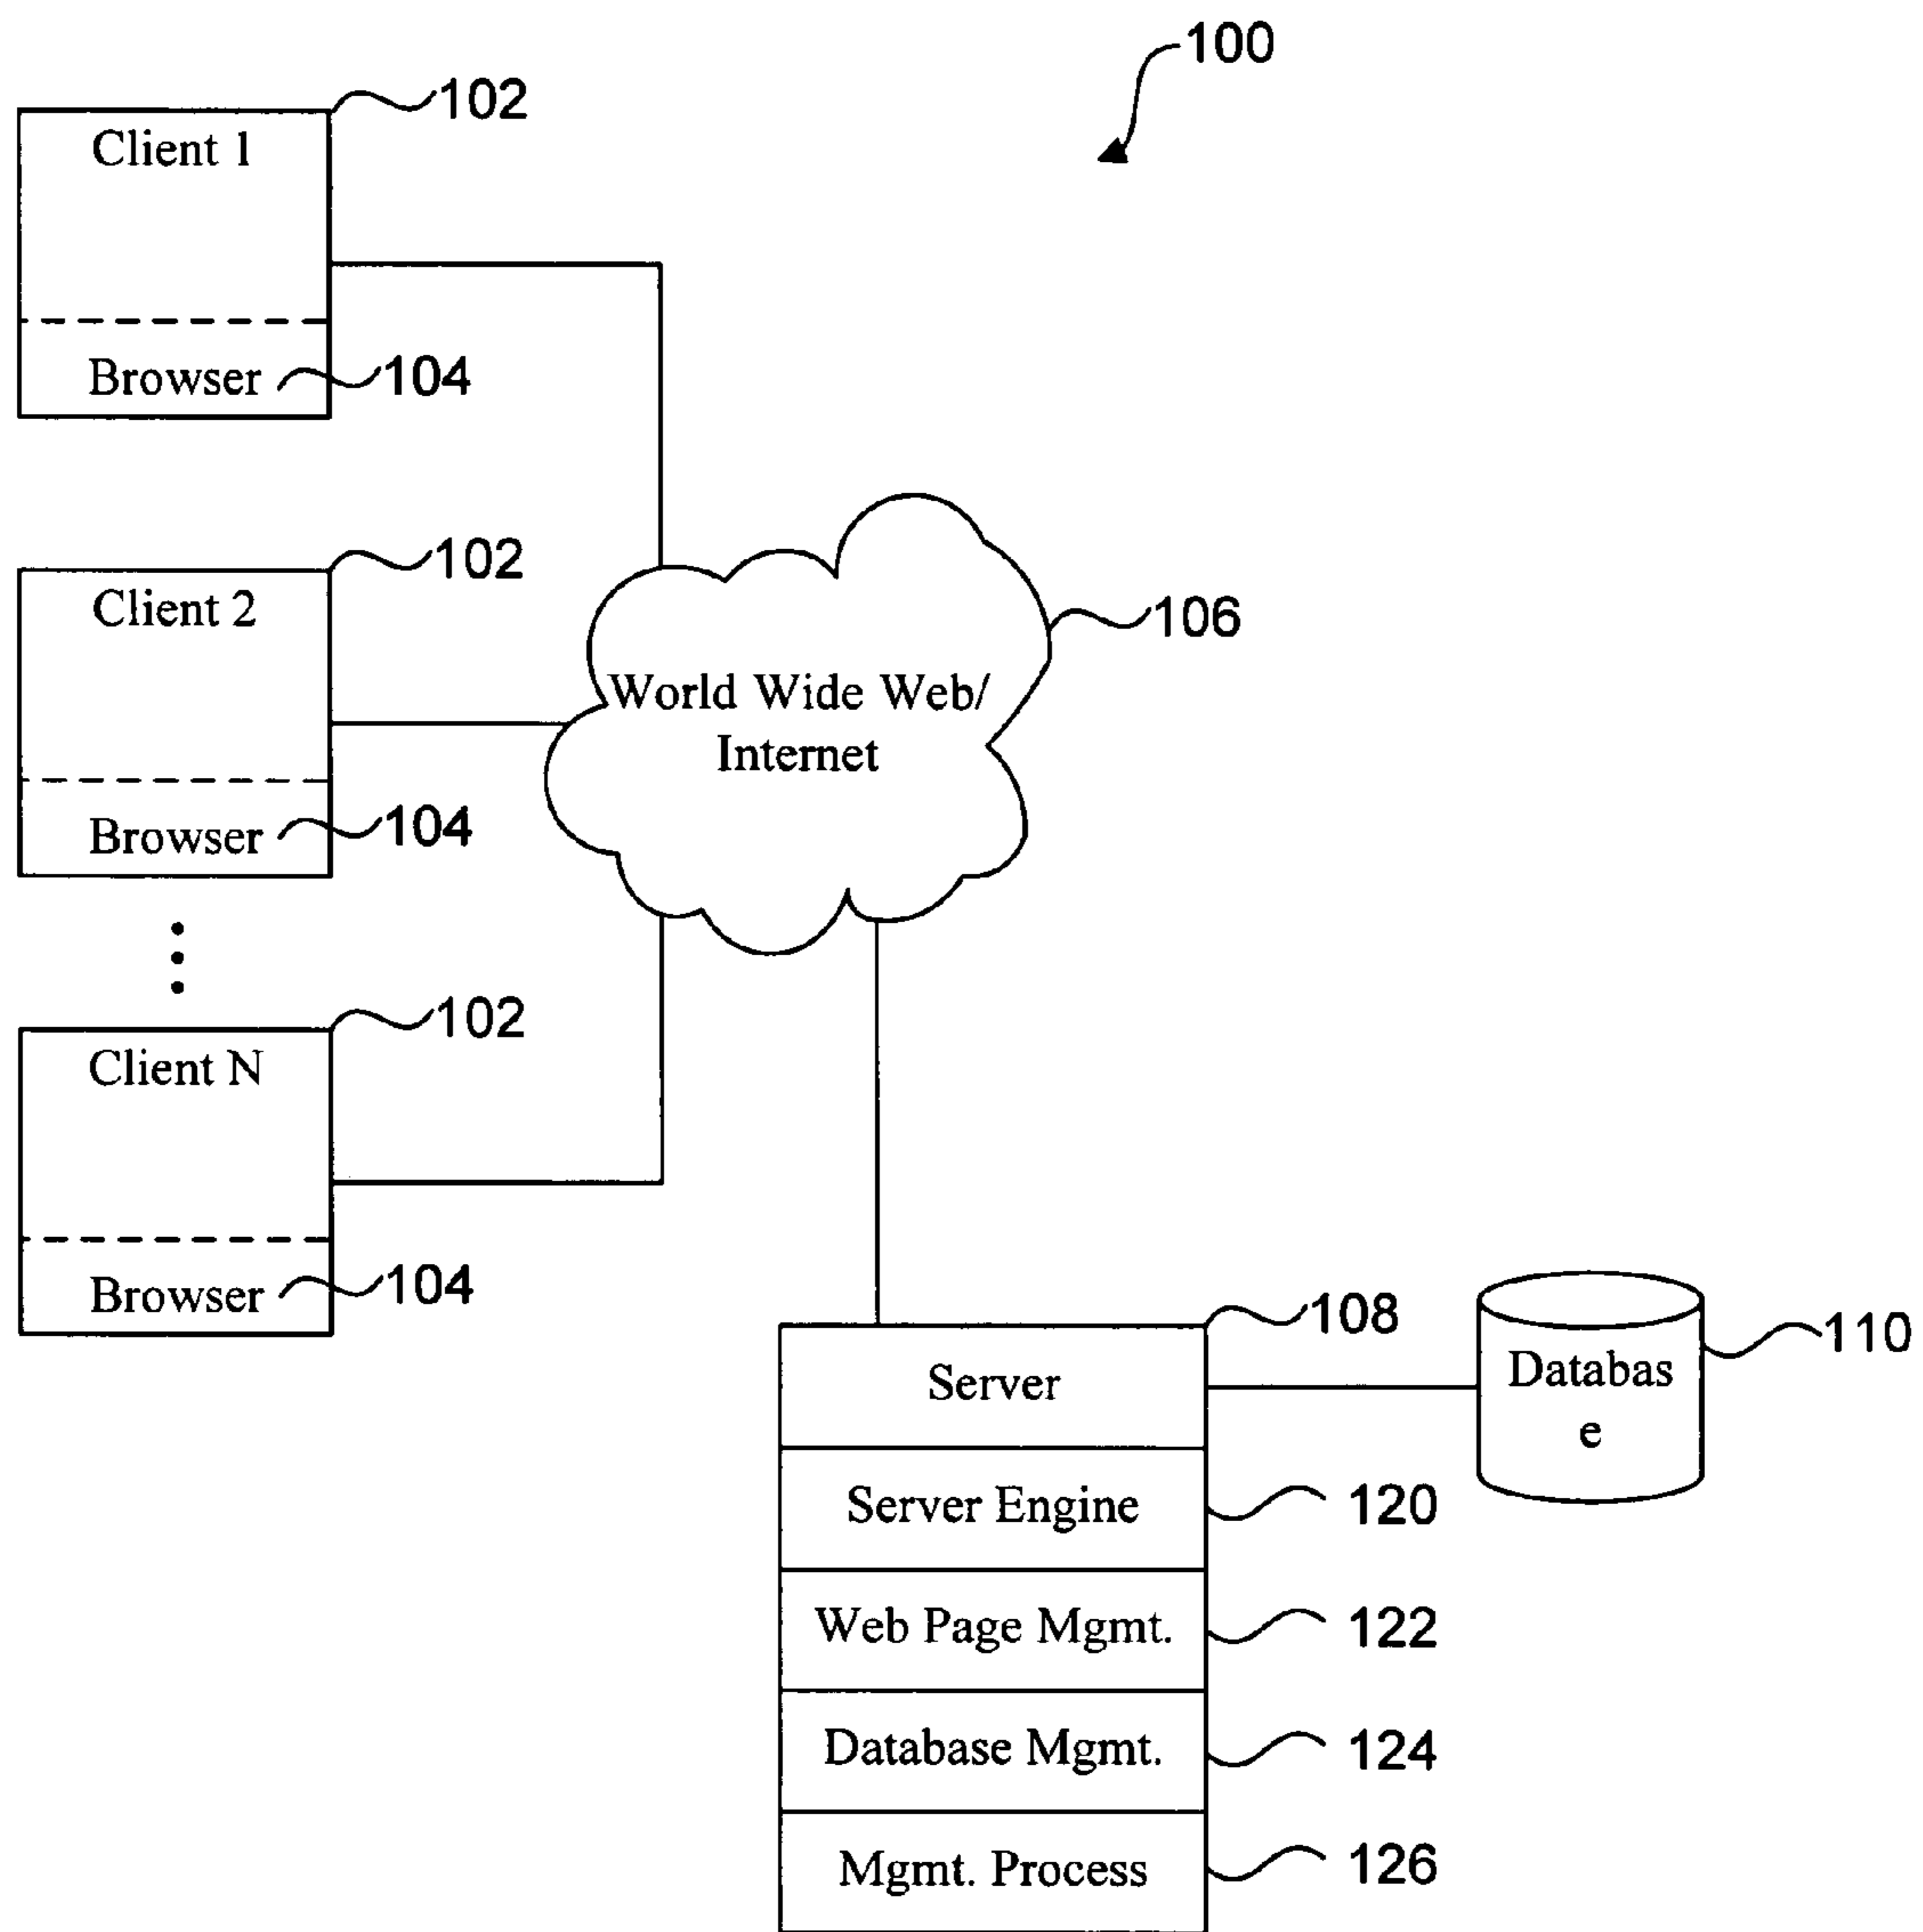 100
102
Client 1
Browser
104
102
Client 2
Browser
104
106
World Wide Web/
Internet
102
Client N
Browser
104
108
Server
110
Databas
e
Server Engine
120
Web Page Mgmt.
122
Database Mgmt.
124
Mgmt. Process
126